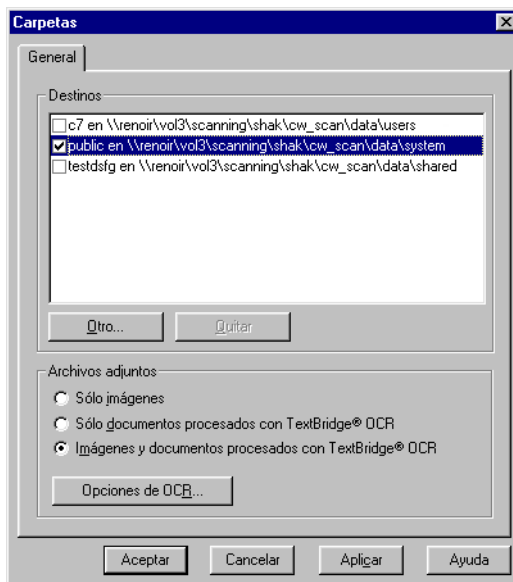 Carpetas
General
Destinos
c7 en \\renoir\vol3\scanning\shak\cw_scan\data\users
public en \\renoir\vol3\scanning\shak\cw_scan\data\system
testdsfg en \\renoir\vol3\scanning\shak\cw_scan\data\shared
Otro... Quitar
Archivos adjuntos
Sólo imágenes
Sólo documentos procesados con TextBridge® OCR
Imágenes y documentos procesados con TextBridge® OCR
Opciones de OCR...
Aceptar Cancelar Aplicar Ayuda